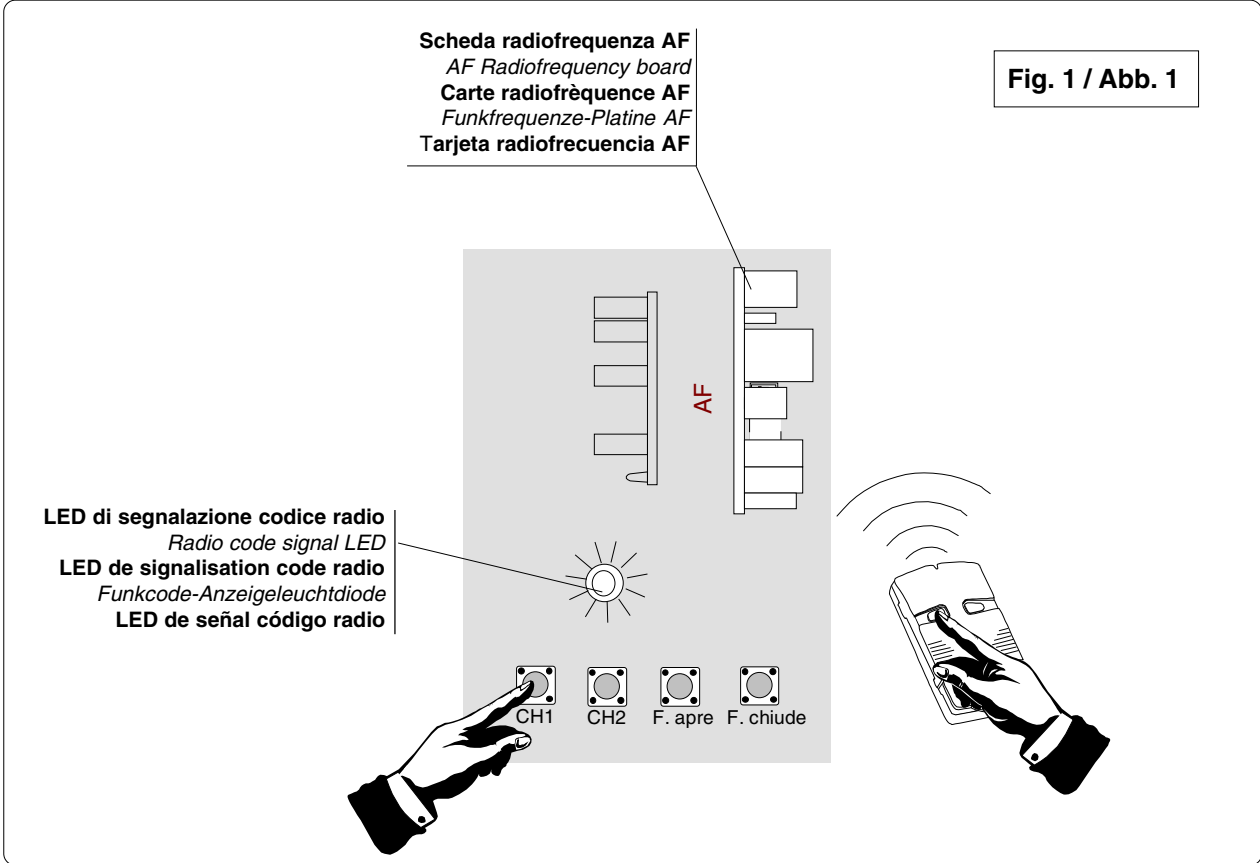 Scheda radiofrequenza AF
AF Radiofrequency board
Carte radiofrèquence AF
Funkfrequenze-Platine AF
Tarjeta radiofrecuencia AF
Fig. 1 / Abb. 1
AF
LED di segnalazione codice radio
Radio code signal LED
LED de signalisation code radio
Funkcode-Anzeigeleuchtdiode
LED de señal código radio
CH1 CH2 F. apre F. chiude